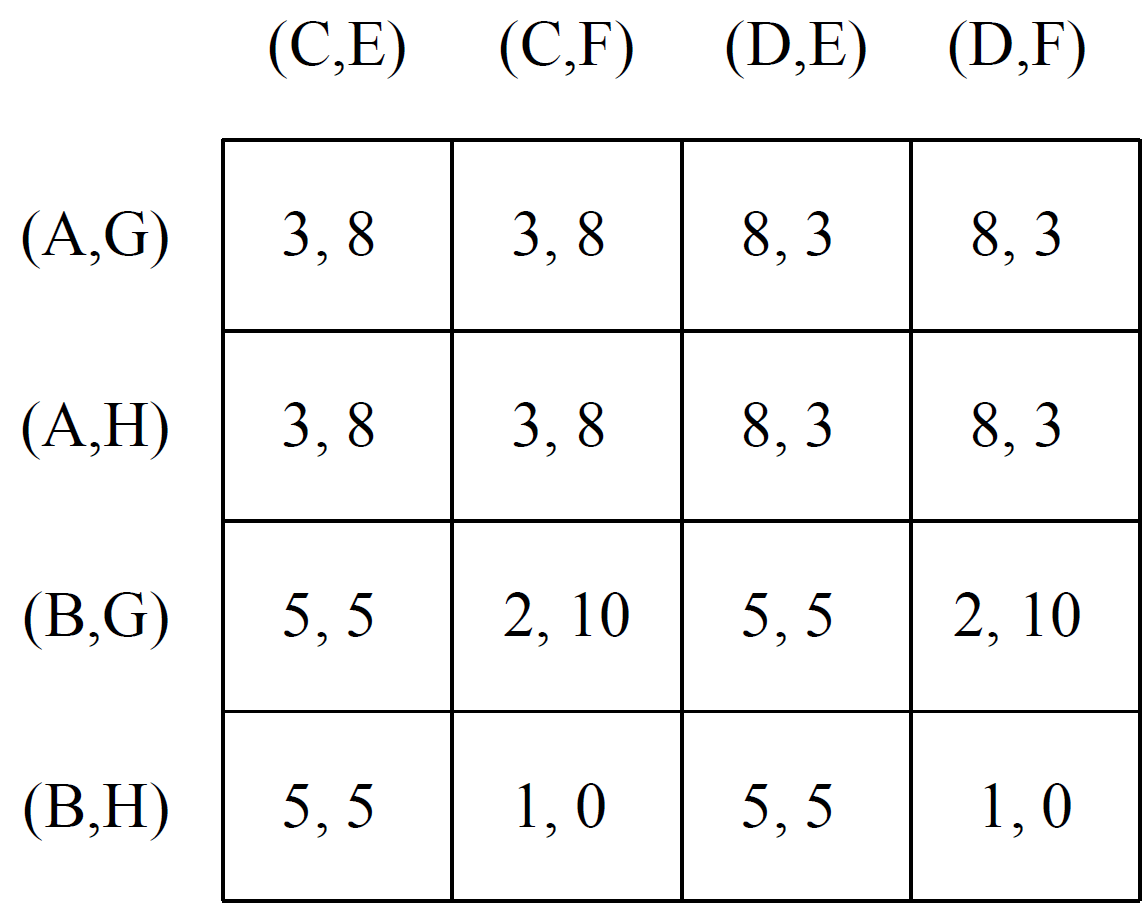 (C,E) (C,F) (D,E) (D,F)
(A,G) 3, 8 3, 8 8, 3 8, 3
(A,H) 3, 8 3, 8 8, 3 8, 3
(B,G) 5, 5 2, 10 5, 5 2, 10
(B,H) 5, 5 1, 0 5, 5 1, 0